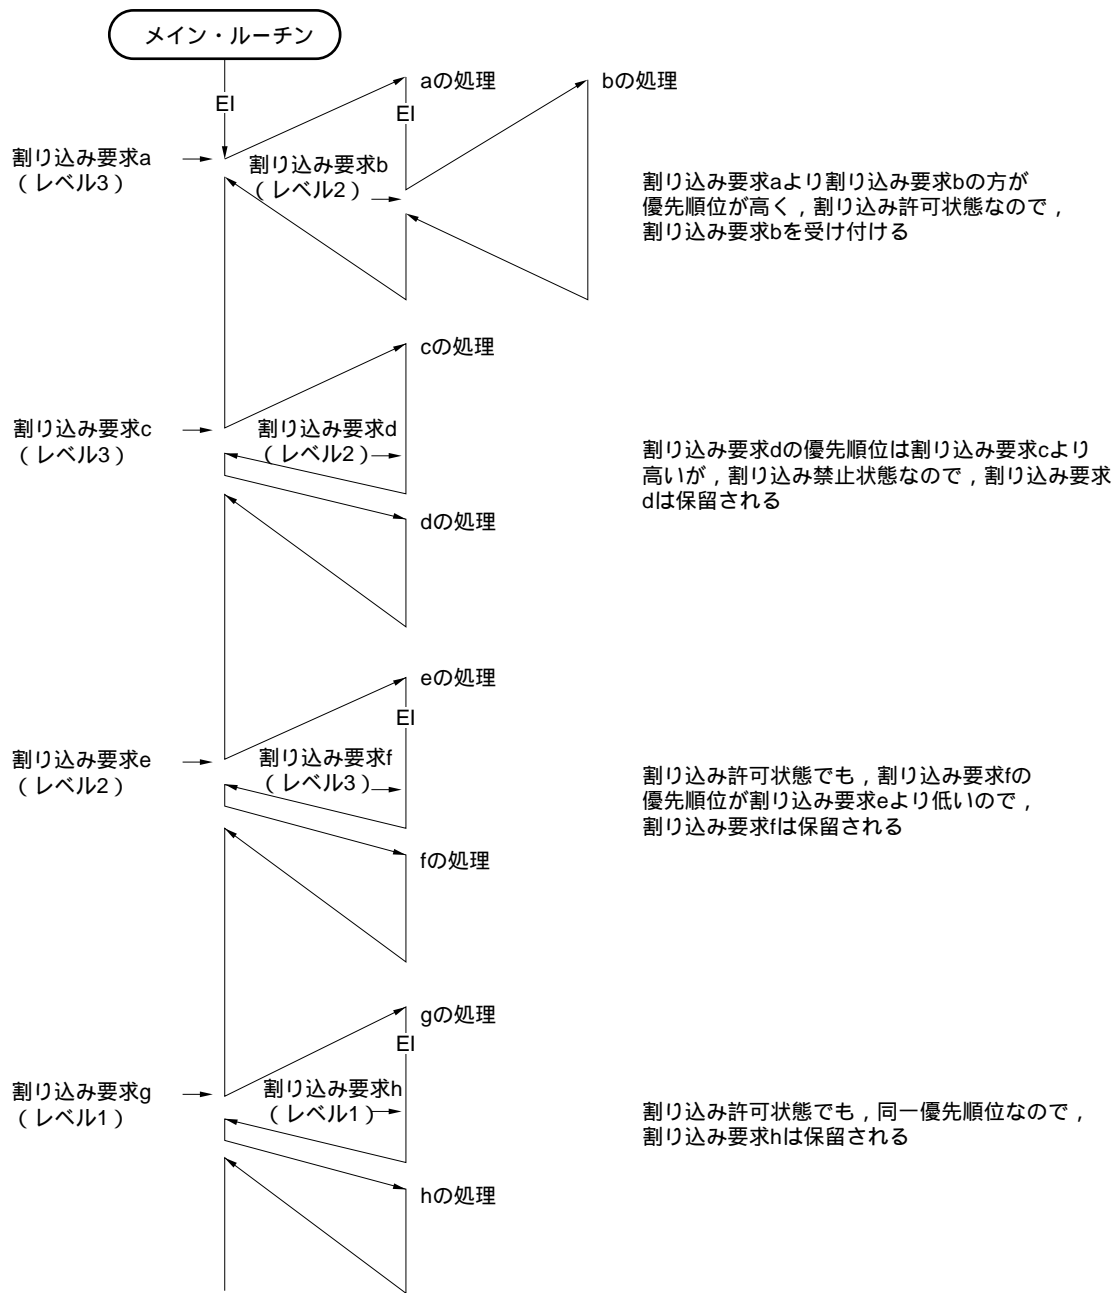 メイン・ルーチン
EI
aの処理
EI
bの処理
割り込み要求a
（レベル3）
割り込み要求b
（レベル2）
割り込み要求aより割り込み要求bの方が
優先順位が高く，割り込み許可状態なので，
割り込み要求bを受け付ける
cの処理
割り込み要求c
（レベル3）
割り込み要求d
（レベル2）
割り込み要求dの優先順位は割り込み要求cより
高いが，割り込み禁止状態なので，割り込み要求
dは保留される
dの処理
eの処理
EI
割り込み要求e
（レベル2）
割り込み要求f
（レベル3）
割り込み許可状態でも，割り込み要求fの
優先順位が割り込み要求eより低いので，
割り込み要求fは保留される
fの処理
gの処理
EI
割り込み要求g
（レベル1）
割り込み要求h
（レベル1）
割り込み許可状態でも，同一優先順位なので，
割り込み要求hは保留される
hの処理